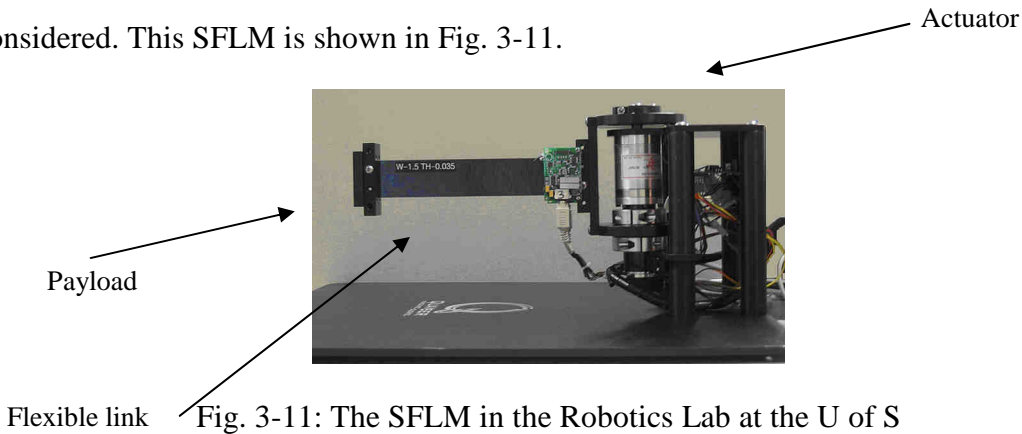 Actuator
onsidered. This SFLM is shown in Fig. 3-11.
W-1.5 TH-0.035
Payload
Flexible link
Fig. 3-11: The SFLM in the Robotics Lab at the U of S